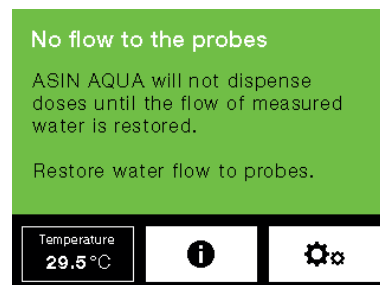 No flow to the probes
ASIN AQUA will not dispense
doses until the flow of measured
water is restored.
Restore water flow to probes.
Temperature
29.5°C